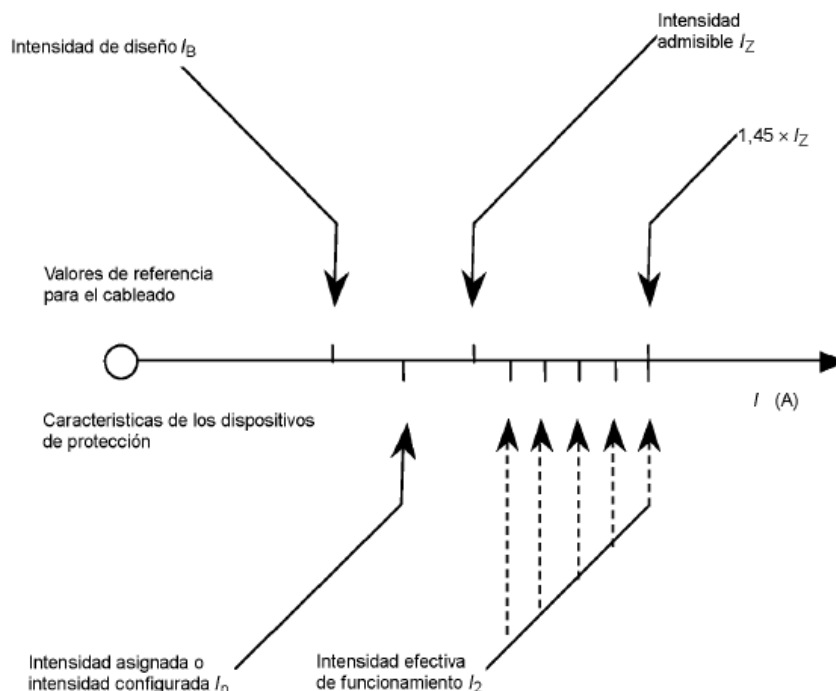 Intensidad de diseño IB
Intensidad
admisible IZ
1,45 × IZ
Valores de referencia
para el cableado
I (A)
Características de los dispositivos
de protección
Intensidad asignada o
intensidad configurada In
Intensidad efectiva
de funcionamiento I2